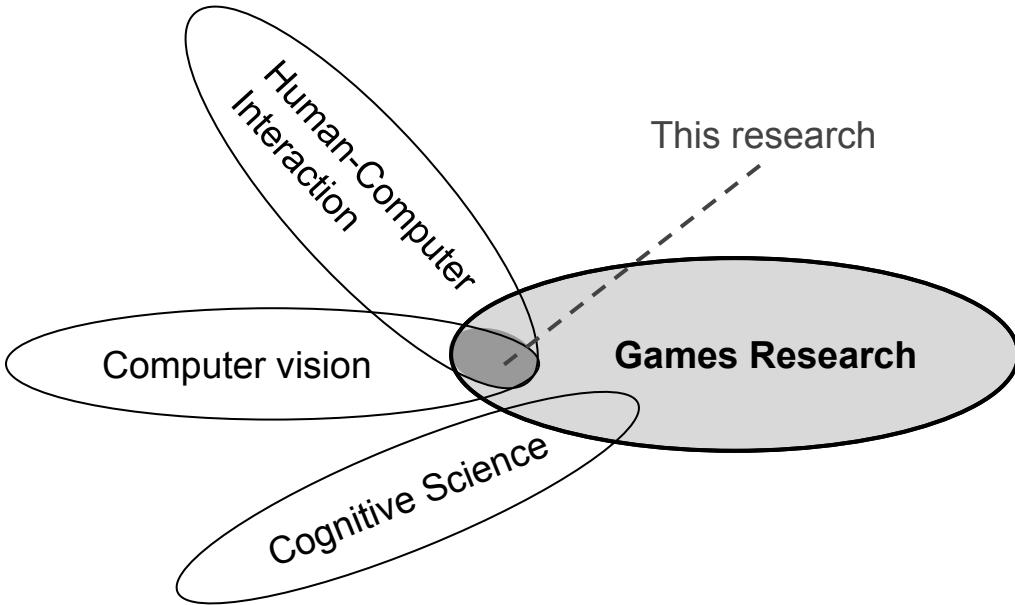 Human-Computer
Interaction
This research
Games Research
Computer vision
Cognitive Science